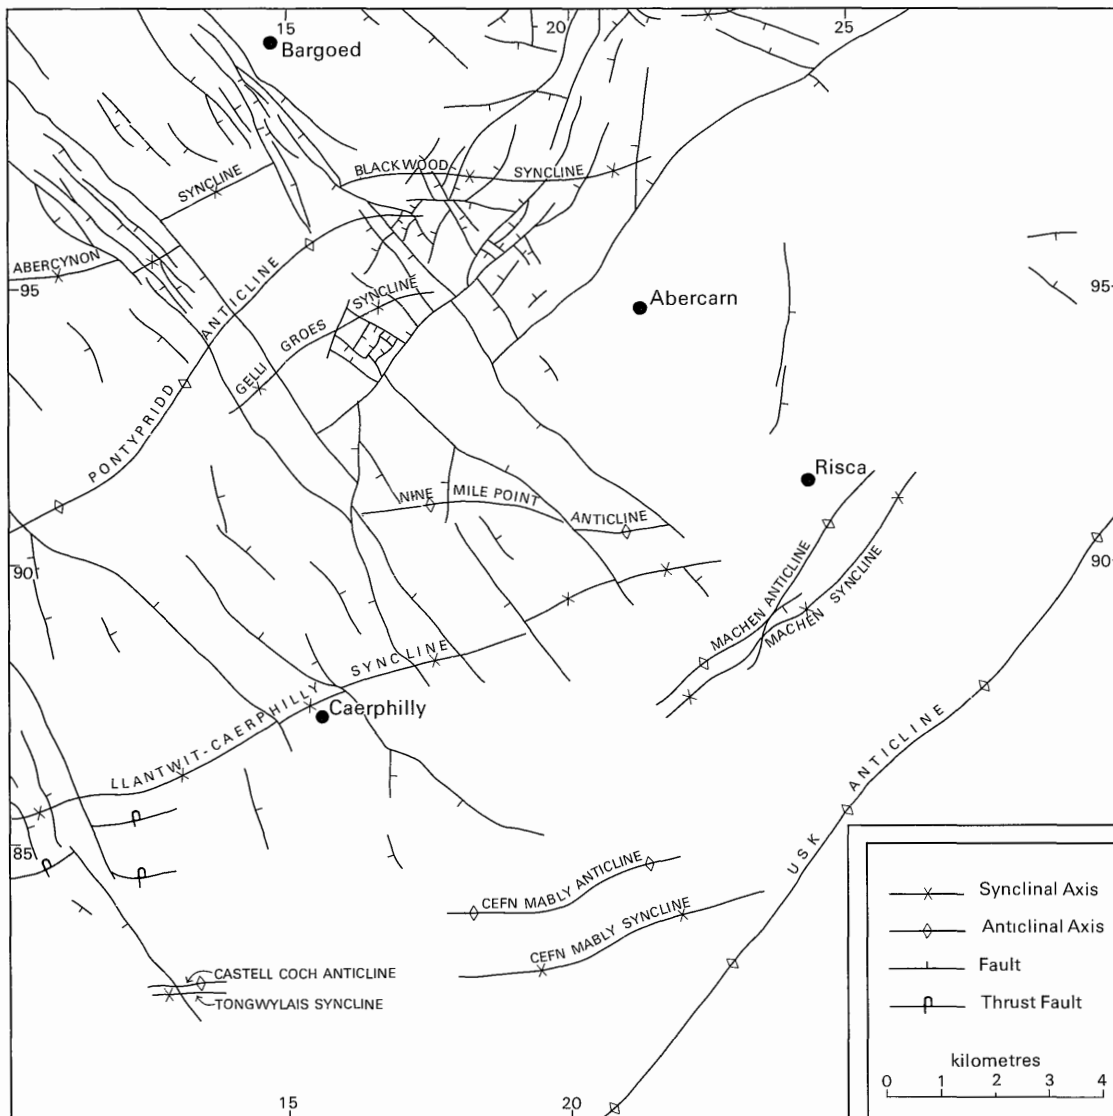 15
20
25
Bargoed
BLACKWOOD SYNCLINE
SYNCLINE
ABERCYNON
95
95
ANTICLINE
PONTYPRIDD
SYNCLINE
GELLI GROES
Abercarn
Risca
NINE MILE POINT
ANTICLINE
90
90
MACHEN ANTICLINE
MACHEN SYNCLINE
LLANTWIT-CAERPHILLY SYNCLINE
Caerphilly
USK ANTICLINE
85
CEFN MABLY ANTICLINE
CEFN MABLY SYNCLINE
CASTELL COCH ANTICLINE
TONGWYLAIS SYNCLINE
Synclinal Axis
Anticlinal Axis
Fault
Thrust Fault
kilometres
0 1 2 3 4
15
20